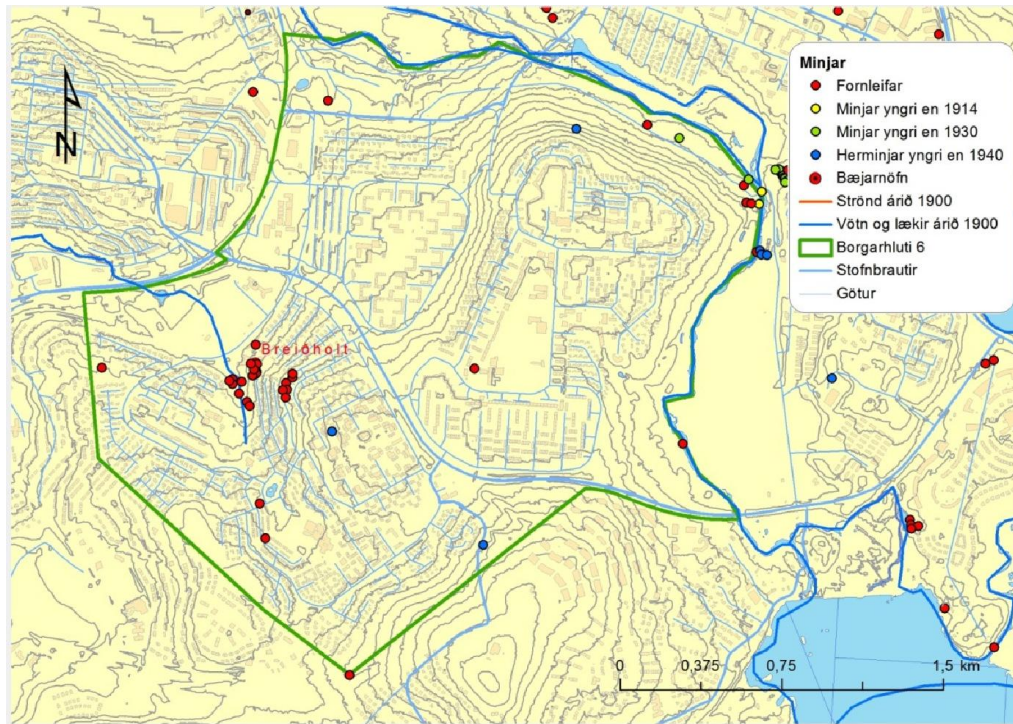 Minjar
Fornleifar
Minjar yngri en 1914
Minjar yngri en 1930
Herminjar yngri en 1940
Bæjarnöfn
Strönd árið 1900
Vötn og lækir árið 1900
Borgarhluti 6
Stofnbrautir
Götur
N
Breiðholt
0 0,375 0,75 1,5 km